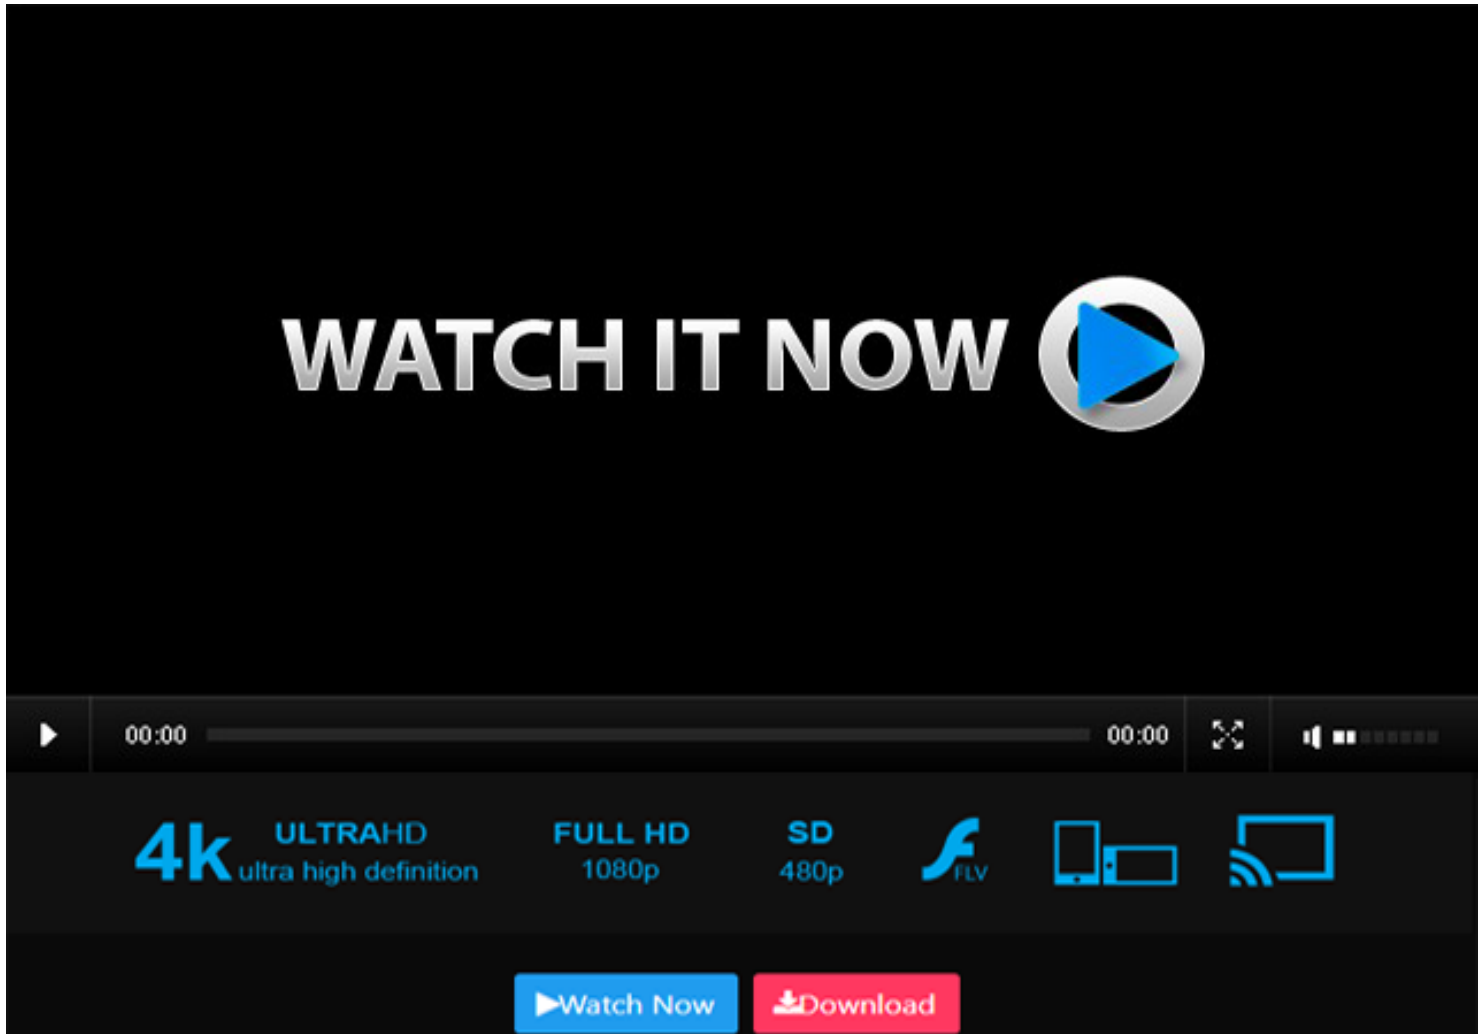 WATCH IT NOW
00:00 00:00
4k ULTRAHD
ultra high definition
FULL HD
1080p
SD
480p
FLV
Watch Now Download